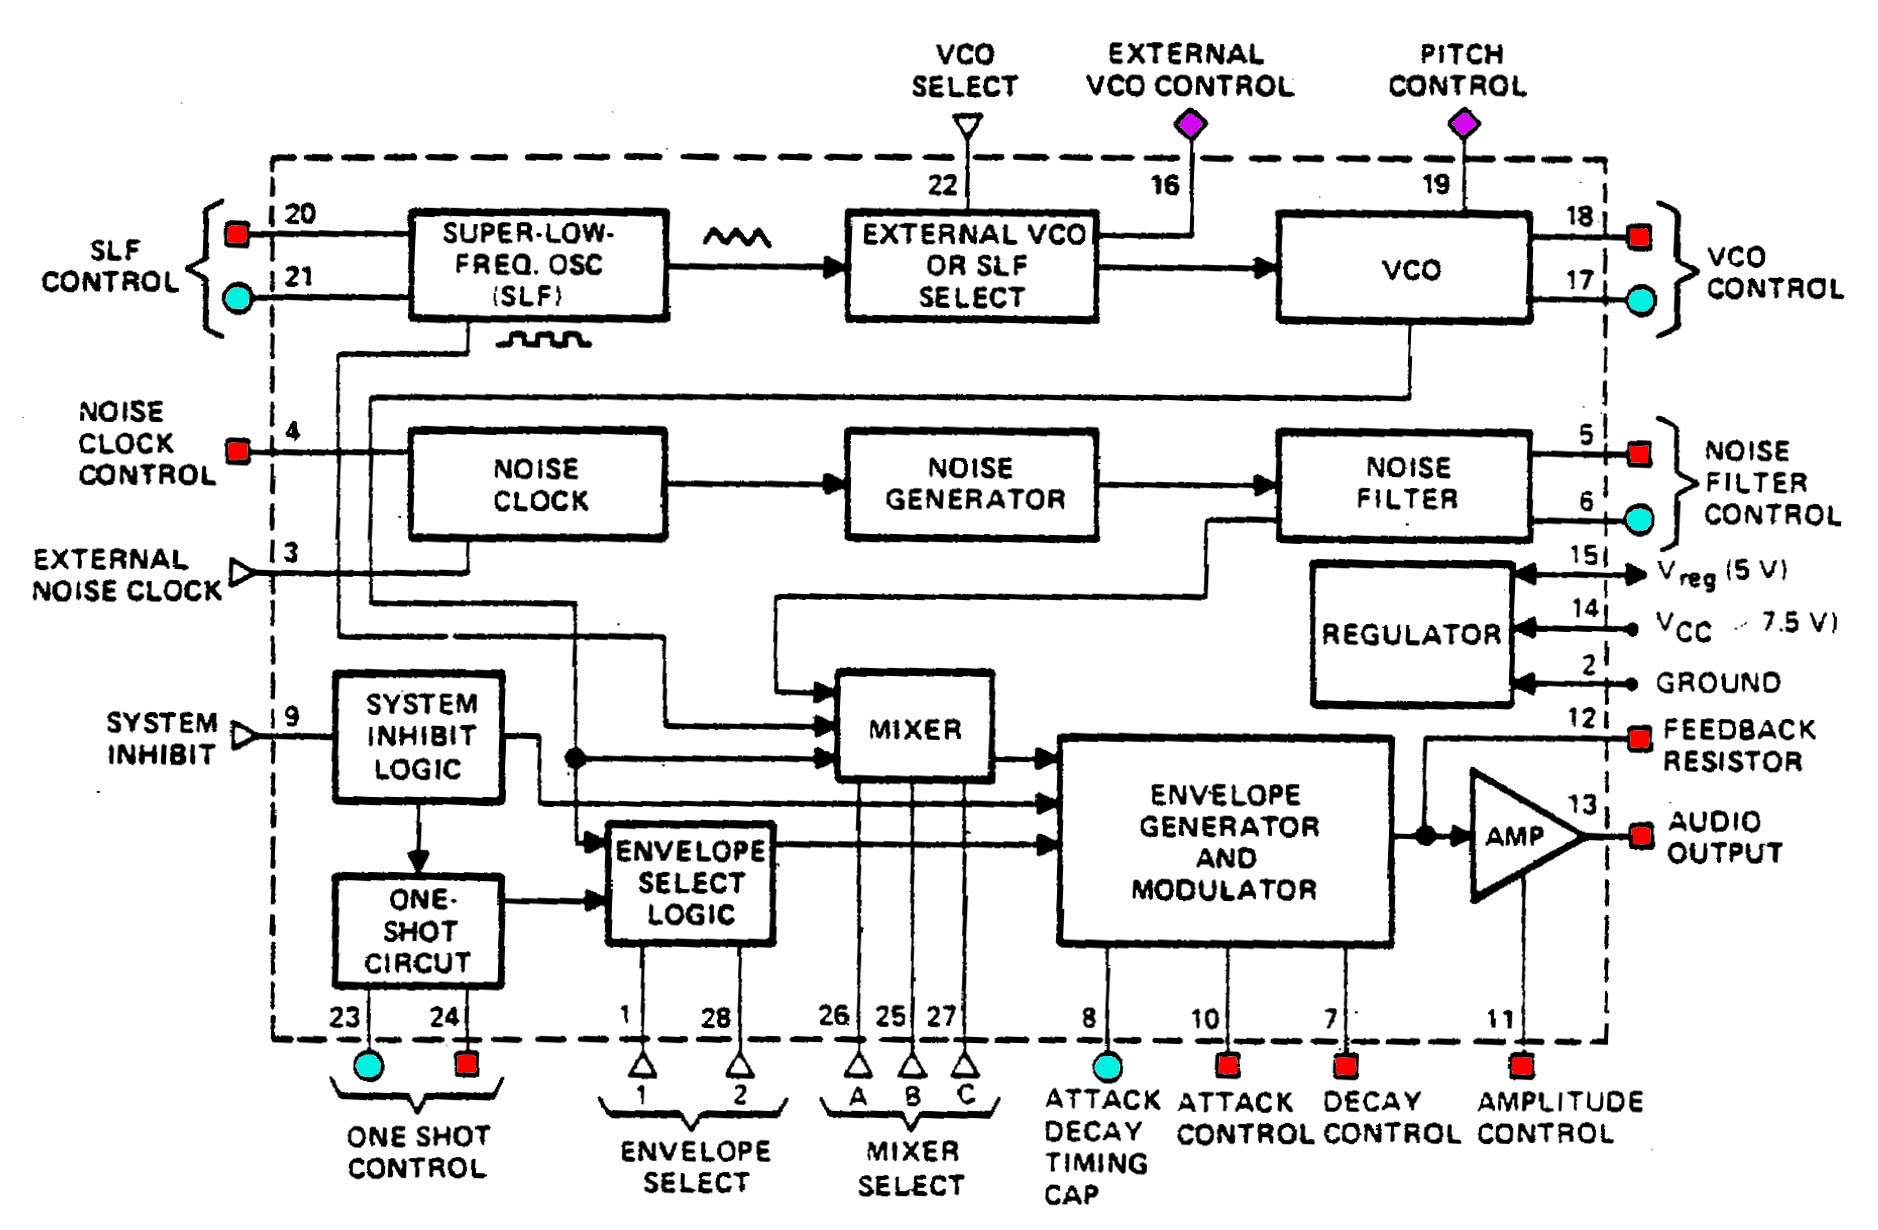 VCO
SELECT
EXTERNAL
VCO CONTROL
PITCH
CONTROL
22
16
19
SLF
CONTROL
20
21
SUPER-LOW-
FREQ. OSC
(SLF)
EXTERNAL VCO
OR SLF
SELECT
VCO
18
17
VCO
CONTROL
NOISE
CLOCK
CONTROL
4
NOISE
CLOCK
NOISE
GENERATOR
NOISE
FILTER
5
6
NOISE
FILTER
CONTROL
EXTERNAL
NOISE CLOCK
3
REGULATOR
15
Vreg (5 V)
14
VCC 7.5 V)
2
GROUND
SYSTEM
INHIBIT
9
SYSTEM
INHIBIT
LOGIC
MIXER
12
FEEDBACK
RESISTOR
ENVELOPE
GENERATOR
AND
MODULATOR
AMP
13
AUDIO
OUTPUT
ONE-
SHOT
CIRCUT
ENVELOPE
SELECT
LOGIC
23
24
1
28
26
25
27
8
10
7
11
1
2
A
B
C
ONE SHOT
CONTROL
ENVELOPE
SELECT
MIXER
SELECT
ATTACK
DECAY
TIMING
CAP
ATTACK
CONTROL
DECAY
CONTROL
AMPLITUDE
CONTROL